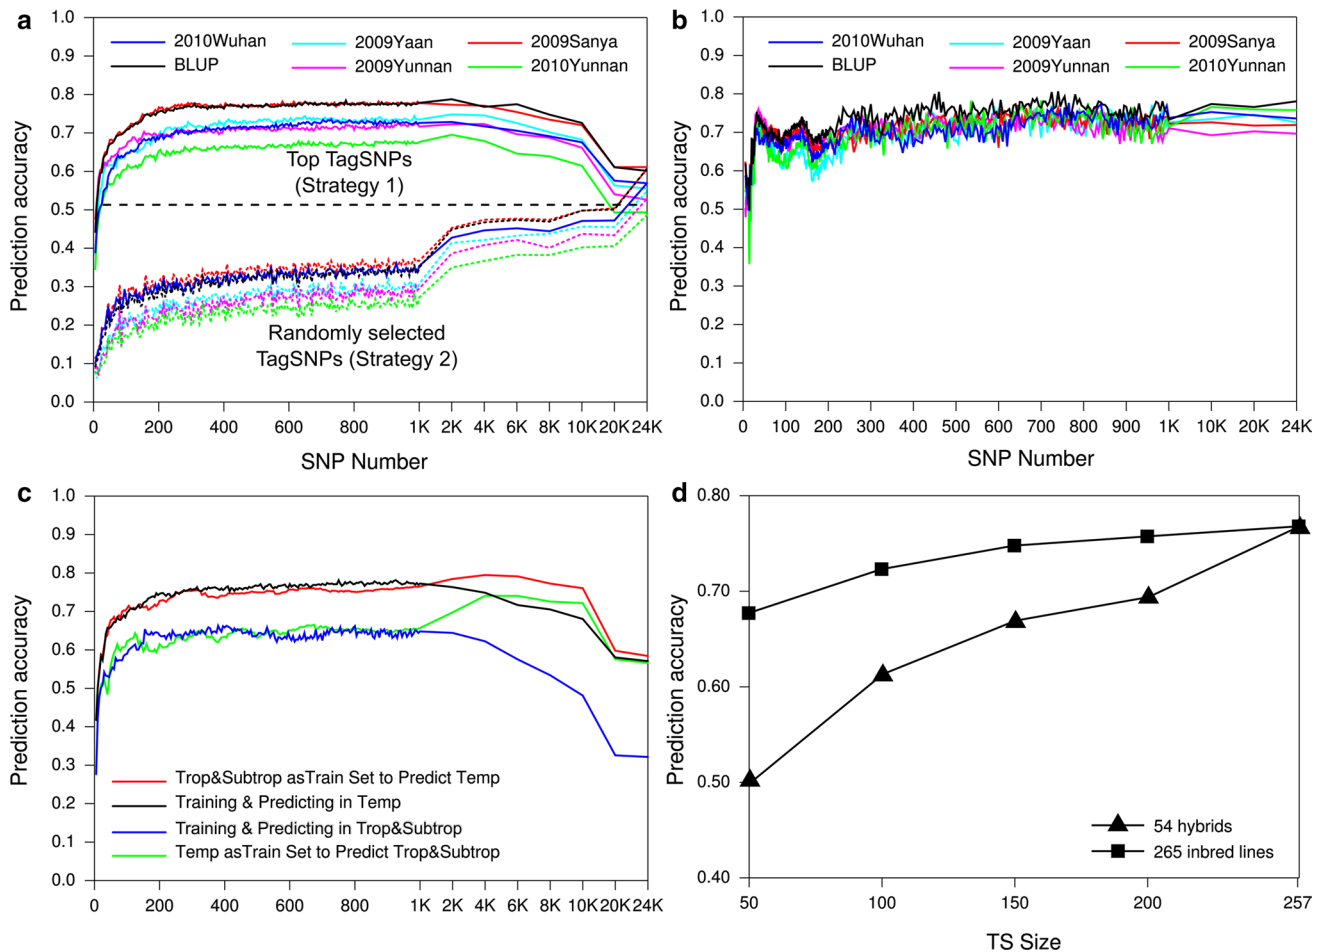 a
1.0
0.9
0.8
0.7
0.6
0.5
0.4
0.3
0.2
0.1
0.0
Prediction accuracy
2010Wuhan
2009Yaan
2009Sanya
BLUP
2009Yunnan
2010Yunnan
Top TagSNPs
(Strategy 1)
Randomly selected
TagSNPs (Strategy 2)
0 200 400 600 800 1K 2K 4K 6K 8K 10K 20K 24K
SNP Number
b
1.0
0.9
0.8
0.7
0.6
0.5
0.4
0.3
0.2
0.1
0.0
Prediction accuracy
2010Wuhan
2009Yaan
2009Sanya
BLUP
2009Yunnan
2010Yunnan
0 100 200 300 400 500 600 700 800 900 1K 10K 20K 24K
SNP Number
c
1.0
0.9
0.8
0.7
0.6
0.5
0.4
0.3
0.2
0.1
0.0
Prediction accuracy
Trop&Subtrop asTrain Set to Predict Temp
Training & Predicting in Temp
Training & Predicting in Trop&Subtrop
Temp asTrain Set to Predict Trop&Subtrop
0 200 400 600 800 1K 2K 4K 6K 8K 10K 20K 24K
SNP Number
d
0.80
0.70
0.60
0.50
0.40
Prediction accuracy
54 hybrids
265 inbred lines
50 100 150 200 257
TS Size